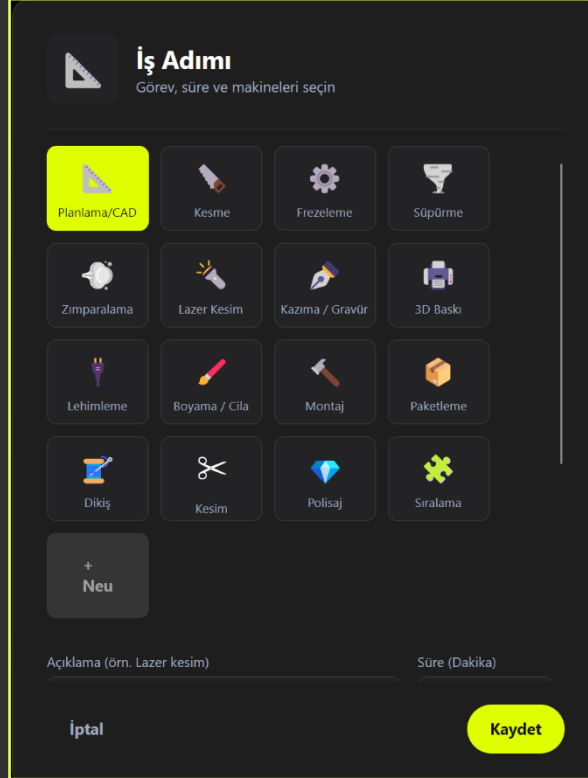 İş Adımı
Görev, süre ve makineleri seçin
Planlama/CAD
Kesme
Frezeleme
Süpürme
Zımparalama
Lazer Kesim
Kazıma / Gravür
3D Baskı
Lehimleme
Boyama / Cila
Montaj
Paketleme
Dikiş
Kesim
Polisaj
Sıralama
+
Neu
Açıklama (örn. Lazer kesim)
Süre (Dakika)
İptal
Kaydet